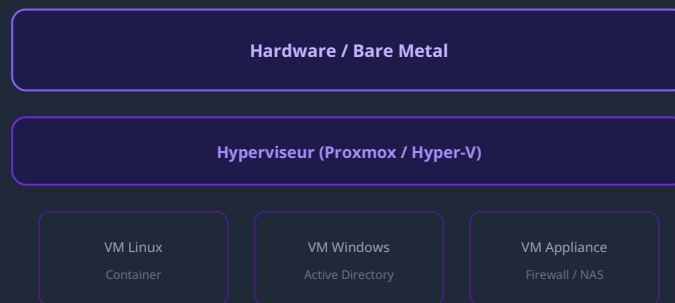 Hardware / Bare Metal
Hyperviseur (Proxmox / Hyper-V)
VM Linux
Container
VM Windows
Active Directory
VM Appliance
Firewall / NAS